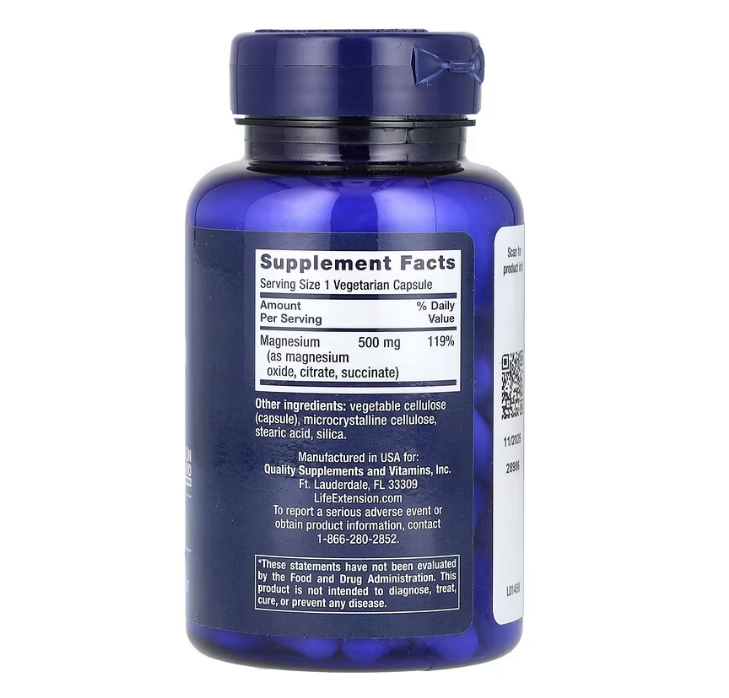 Supplement Facts
Serving Size 1 Vegetarian Capsule
Amount % Daily
Per Serving Value
Magnesium 500 mg 119%
(as magnesium
oxide, citrate, succinate)
Other ingredients: vegetable cellulose
(capsule), microcrystalline cellulose,
stearic acid, silica.
Manufactured in USA for:
Quality Supplements and Vitamins, Inc.
Ft. Lauderdale, FL 33309
LifeExtension.com
To report a serious adverse event or
obtain product information, contact
1-866-280-2852.
*These statements have not been evaluated
by the Food and Drug Administration. This
product is not intended to diagnose, treat,
cure, or prevent any disease.
Scan for
product